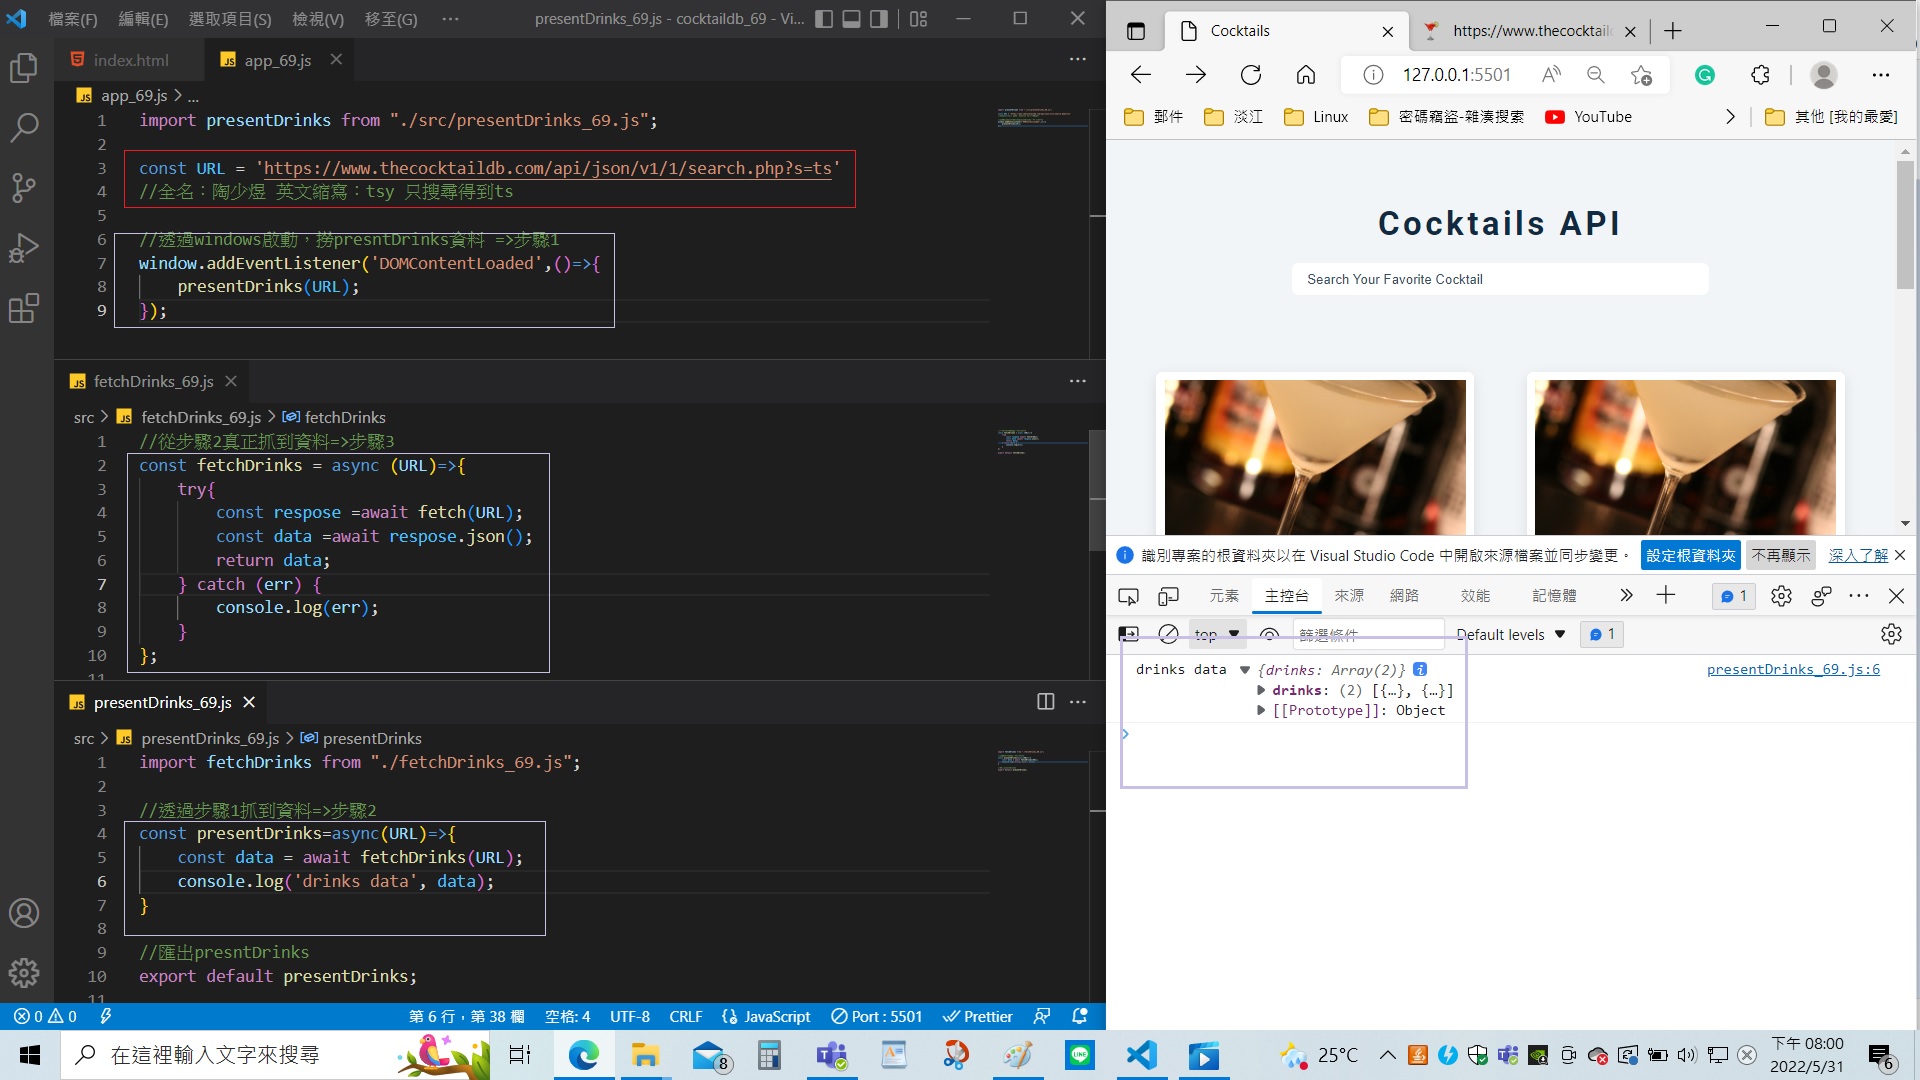 檔案(F) 編輯(E) 選取項目(S) 檢視(V) 移至(G) ··· presentDrinks_69.js - cocktaildb_69 - Vi...
index.html app_69.js
app_69.js > ...
1 import presentDrinks from "./src/presentDrinks_69.js";
2
3 const URL = 'https://www.thecocktaildb.com/api/json/v1/1/search.php?s=ts'
4 //全名：陶少煜 英文縮寫：tsy 只搜尋得到ts
5
6 //透過windows啟動，撈presntDrinks資料 =>步驟1
7 window.addEventListener('DOMContentLoaded',()=>{
8 presentDrinks(URL);
9 });
fetchDrinks_69.js
src > fetchDrinks_69.js > fetchDrinks
1 //從步驟2真正抓到資料=>步驟3
2 const fetchDrinks = async (URL)=>{
3 try{
4 const respose =await fetch(URL);
5 const data =await respose.json();
6 return data;
7 } catch (err) {
8 console.log(err);
9 }
10 };
11
presentDrinks_69.js
src > presentDrinks_69.js > presentDrinks
1 import fetchDrinks from "./fetchDrinks_69.js";
2
3 //透過步驟1抓到資料=>步驟2
4 const presentDrinks=async(URL)=>{
5 const data = await fetchDrinks(URL);
6 console.log('drinks data', data);
7 }
8
9 //匯出presntDrinks
10 export default presentDrinks;
11
0 0 第 6 行，第 38 欄 空格: 4 UTF-8 CRLF JavaScript Port : 5501 Prettier
Cocktails https://www.thecocktail
127.0.0.1:5501
郵件 淡江 Linux 密碼竊盜-雜湊搜索 YouTube 其他 [我的最愛]
Cocktails API
Search Your Favorite Cocktail
識別專案的根資料夾以在 Visual Studio Code 中開啟來源檔案並同步變更。 設定根資料夾 不再顯示 深入了解
元素 主控台 來源 網路 效能 記憶體 1
top 篩選條件 Default levels 1
drinks data {drinks: Array(2)} presentDrinks_69.js:6
drinks: (2) [{…}, {…}]
[[Prototype]]: Object
在這裡輸入文字來搜尋 8 LINE 25°C 下午 08:00
2022/5/31 6